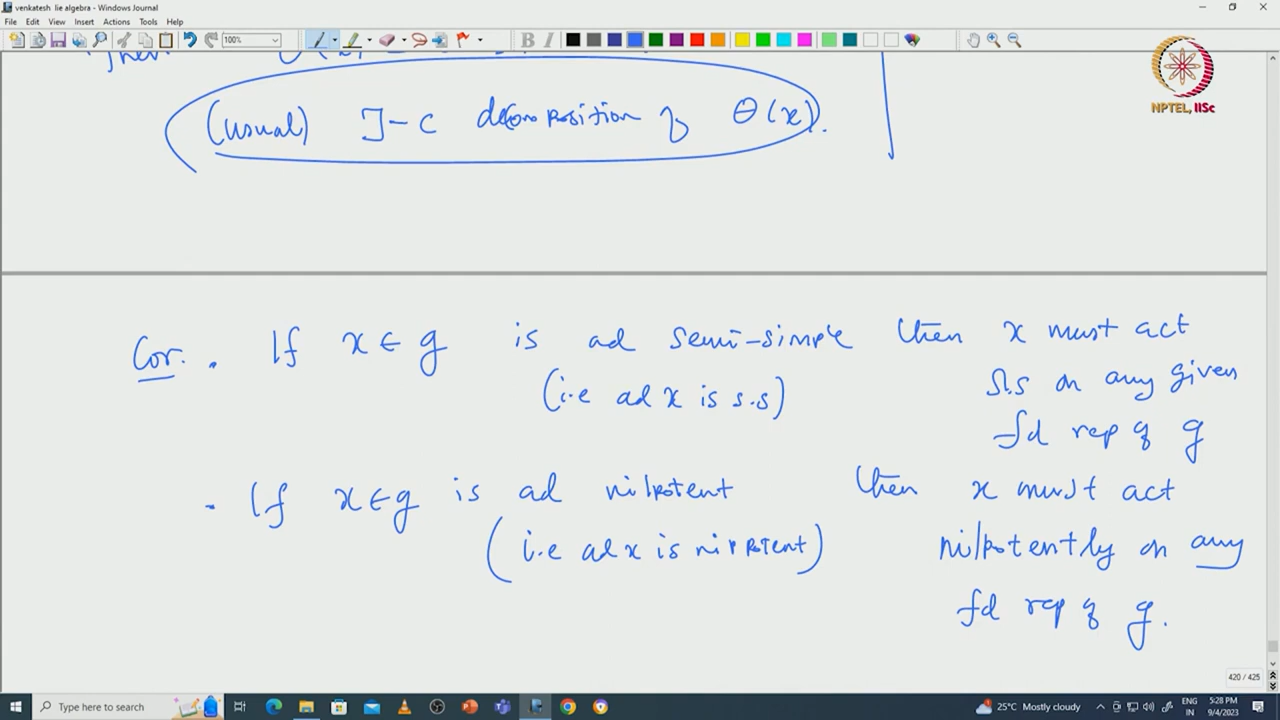 venkatesh lie algebra - Windows Journal
File Edit View Insert Actions Tools Help
100%
B I
NPTEL, IISc
Then
(usual) J-C decomposition of θ(x).
Cor. • If x ∈ g is ad semi-simple then x must act
(i.e ad x is s.s) s.s on any given
fd rep of g
• If x ∈ g is ad nilpotent then x must act
(i.e ad x is nilpotent) nilpotently on any
fd rep of g.
420 / 425
Type here to search
25°C Mostly cloudy
ENG
IN
5:28 PM
9/4/2023